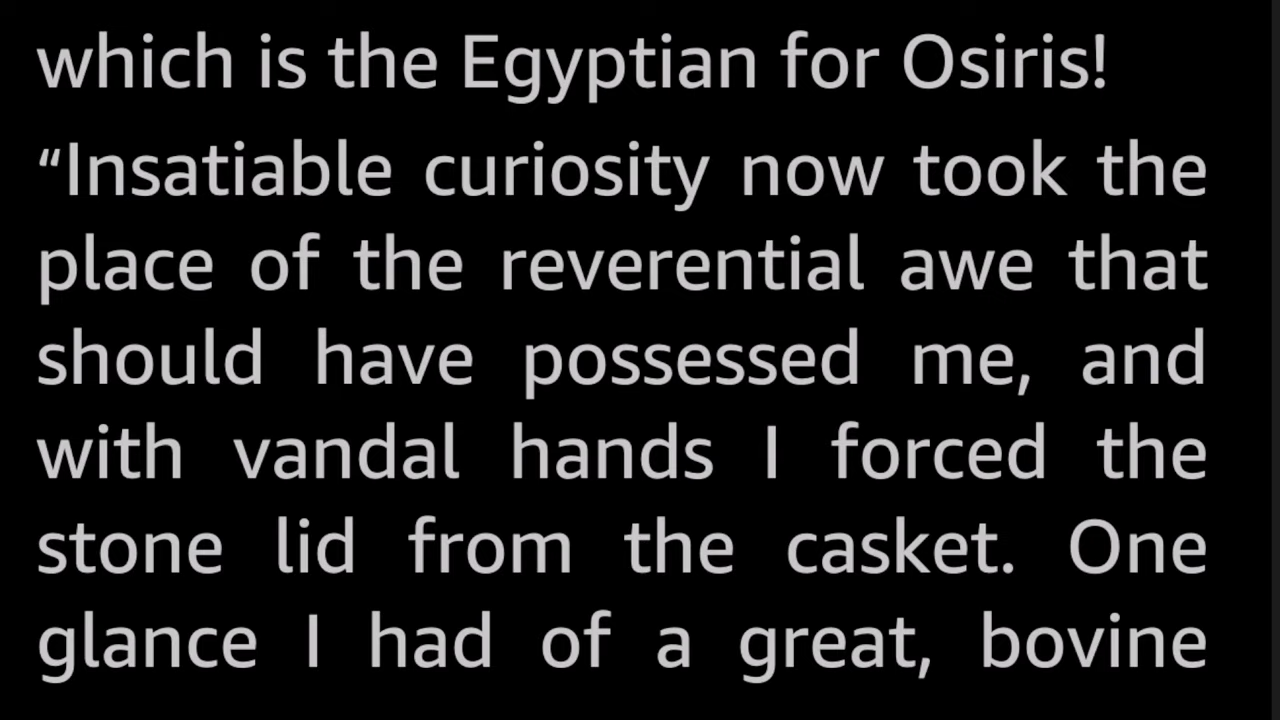 which is the Egyptian for Osiris!
“Insatiable curiosity now took the
place of the reverential awe that
should have possessed me, and
with vandal hands I forced the
stone lid from the casket. One
glance I had of a great, bovine